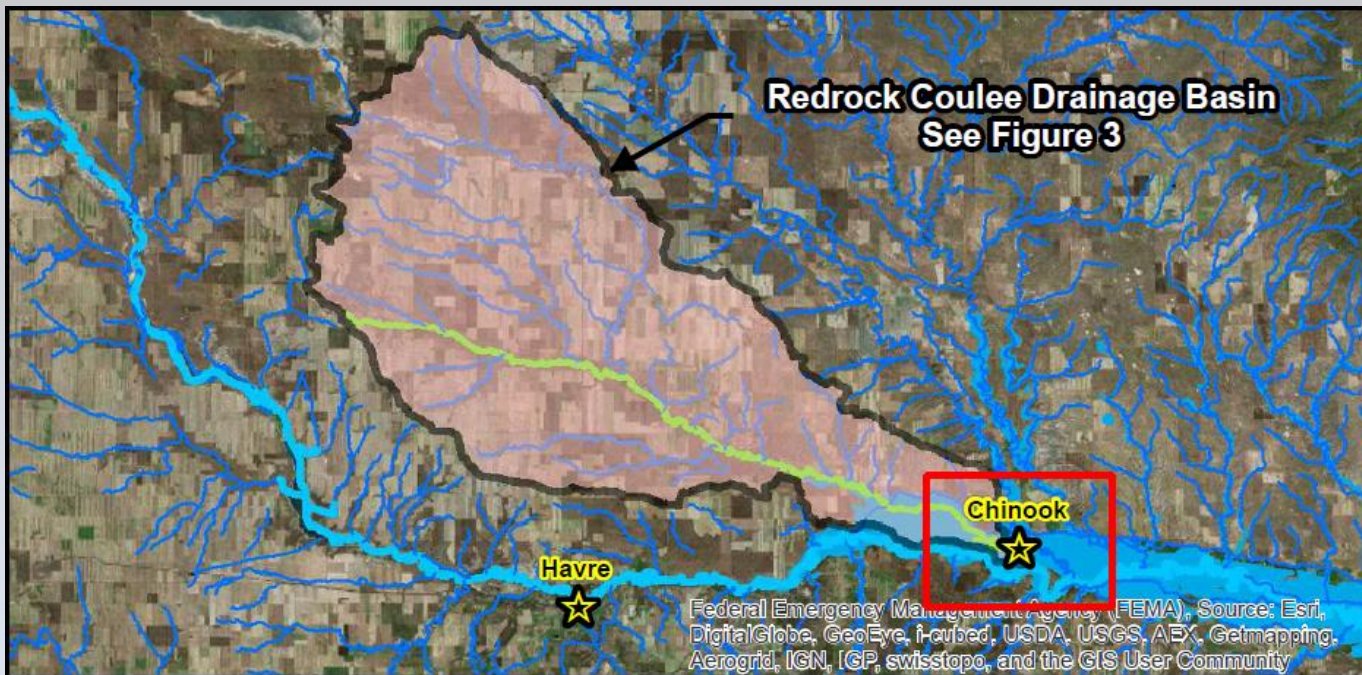 Redrock Coulee Drainage Basin
See Figure 3
Chinook
Havre
Federal Emergency Management Agency (FEMA), Source: Esri,
DigitalGlobe, GeoEye, i-cubed, USDA, USGS, AEX, Getmapping,
Aerogrid, IGN, IGP, swisstopo, and the GIS User Community